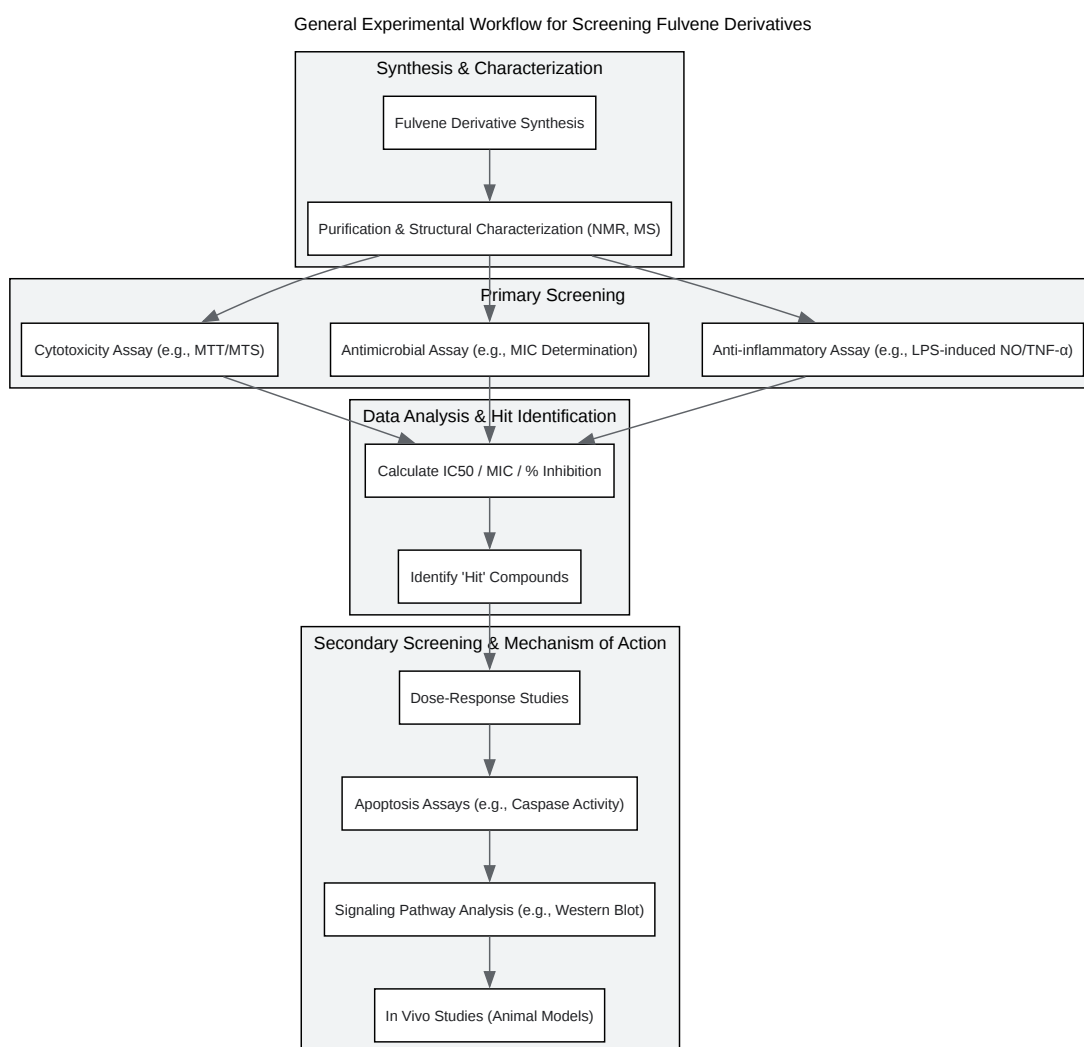 General Experimental Workflow for Screening Fulvene Derivatives
Synthesis & Characterization
Fulvene Derivative Synthesis
Purification & Structural Characterization (NMR, MS)
Primary Screening
Cytotoxicity Assay (e.g., MTT/MTS)
Antimicrobial Assay (e.g., MIC Determination)
Anti-inflammatory Assay (e.g., LPS-induced NO/TNF-α)
Data Analysis & Hit Identification
Calculate IC50 / MIC / % Inhibition
Identify 'Hit' Compounds
Secondary Screening & Mechanism of Action
Dose-Response Studies
Apoptosis Assays (e.g., Caspase Activity)
Signaling Pathway Analysis (e.g., Western Blot)
In Vivo Studies (Animal Models)